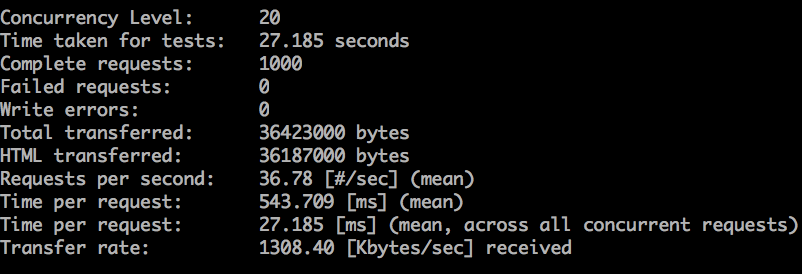 Concurrency Level: 20
Time taken for tests: 27.185 seconds
Complete requests: 1000
Failed requests: 0
Write errors: 0
Total transferred: 36423000 bytes
HTML transferred: 36187000 bytes
Requests per second: 36.78 [#/sec] (mean)
Time per request: 543.709 [ms] (mean)
Time per request: 27.185 [ms] (mean, across all concurrent requests)
Transfer rate: 1308.40 [Kbytes/sec] received